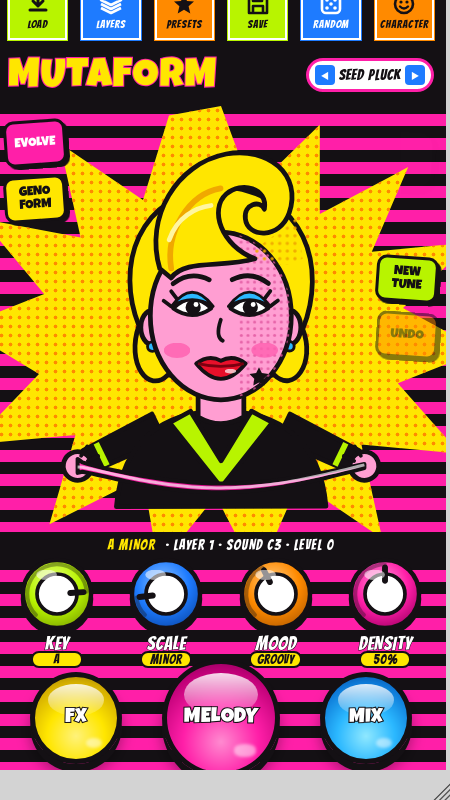 LOAD
LAYERS
PRESETS
SAVE
RANDOM
CHARACTER
MUTAFORM
SEED PLUCK
EVOLVE
GENO
FORM
NEW
TUNE
UNDO
A MINOR · LAYER 1 · SOUND C3 · LEVEL 0
KEY
SCALE
MOOD
DENSITY
A
MINOR
GROOVY
50%
FX
MELODY
MIX